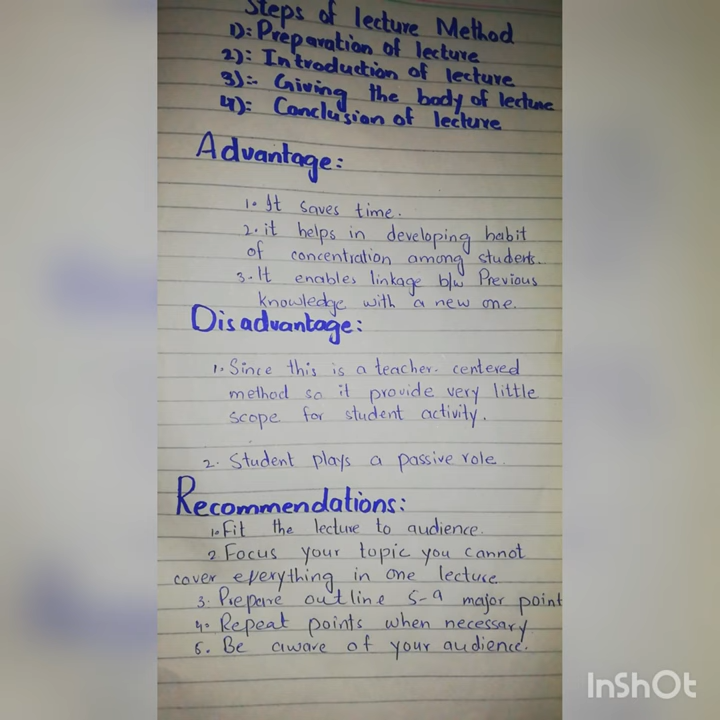 Steps of lecture Method
1):Preparation of lecture
2): Introduction of lecture
3):- Giving the body of lecture
4): Conclusion of lecture
Advantage:
1. It saves time.
2. it helps in developing habit
of concentration among students.
3. It enables linkage b/w Previous
knowledge with a new one.
Disadvantage:
1. Since this is a teacher. centered
method so it provide very little
scope for student activity.
2. Student plays a passive role.
Recommendations:
1. Fit the lecture to audience.
2 Focus your topic you cannot
cover everything in one lecture
3. Prepare outline 5-9 major point
4. Repeat points when necessary
5. Be aware of your audience.
InShOt